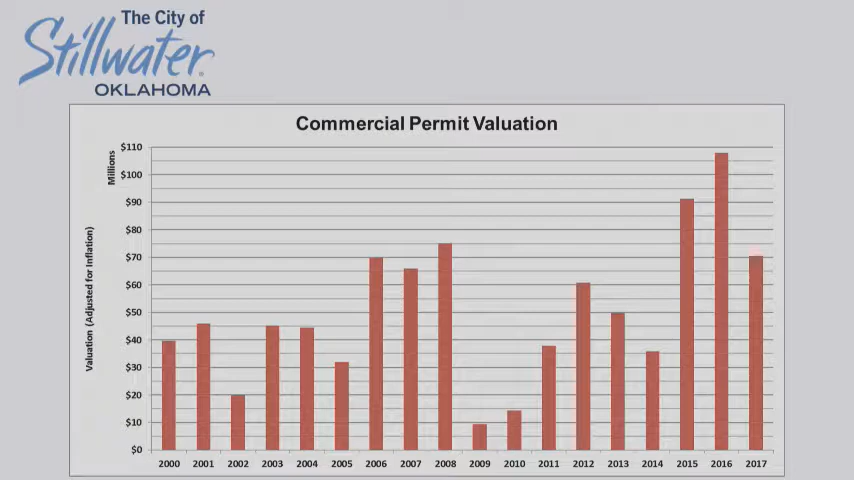 The City of
Stillwater®
OKLAHOMA
Commercial Permit Valuation
Valuation (Adjusted for Inflation)
Millions
$110
$100
$90
$80
$70
$60
$50
$40
$30
$20
$10
$0
2000 2001 2002 2003 2004 2005 2006 2007 2008 2009 2010 2011 2012 2013 2014 2015 2016 2017